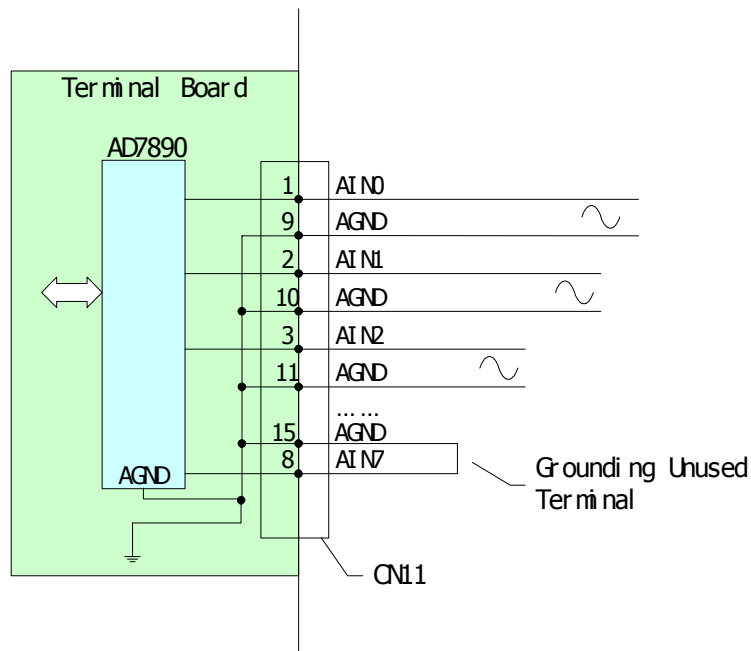 Terminal Board
AD7890
1 AIN0
9 AGND
2 AIN1
10 AGND
3 AIN2
11 AGND
... ...
15 AGND
8 AIN7
AGND
Grounding Unused
Terminal
CN11